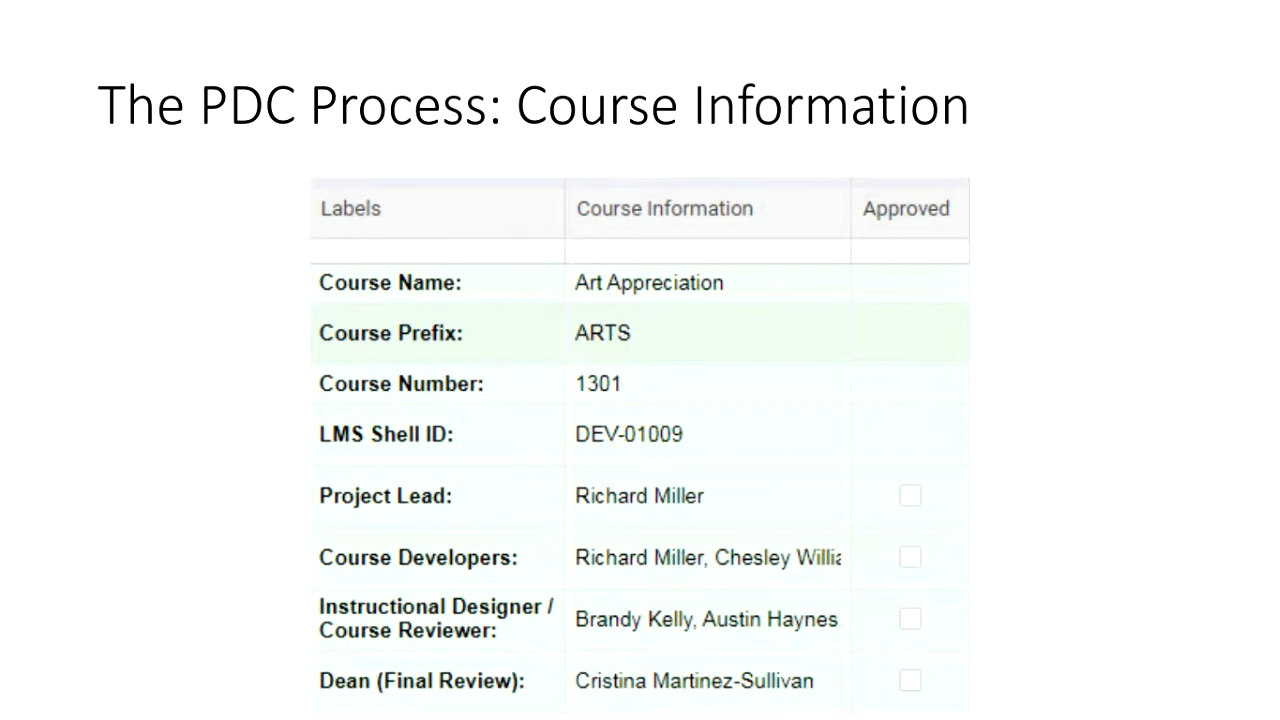 The PDC Process: Course Information
Labels Course Information Approved
Course Name: Art Appreciation
Course Prefix: ARTS
Course Number: 1301
LMS Shell ID: DEV-01009
Project Lead: Richard Miller
Course Developers: Richard Miller, Chesley
Instructional Designer /
Course Reviewer: Brandy Kelly, Austin Haynes
Dean (Final Review): Cristina Martinez-Sullivan